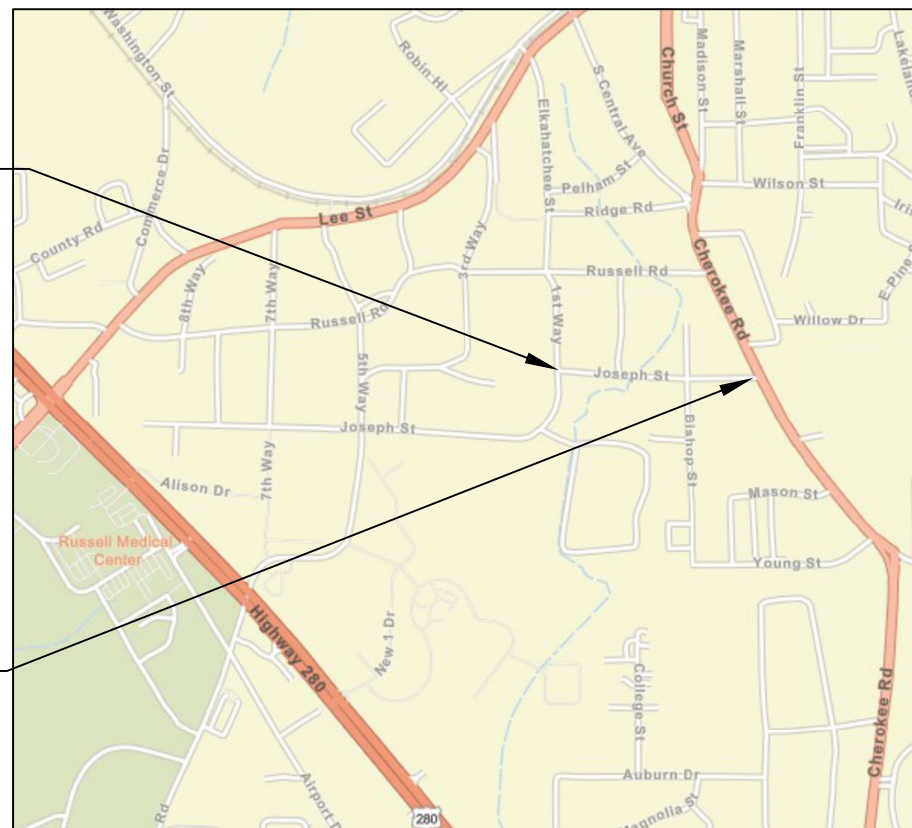 Washington St
Robin Hl
Elkahatchee St
S Central Ave
Church St
Madison St
Marshall St
Franklin St
Commerce Dr
Pelham St
Wilson St
County Rd
Lee St
Ridge Rd
8th Way
7th Way
3rd Way
Russell Rd
Cherokee Rd
E Pine
Russell Rd
1st Way
Willow Dr
5th Way
Joseph St
Joseph St
Bishop St
7th Way
Alison Dr
Mason St
Russell Medical
Center
Young St
Highway 280
New 1 Dr
College St
Cherokee Rd
Auburn Dr
Airport
Rd
280
Magnolia St